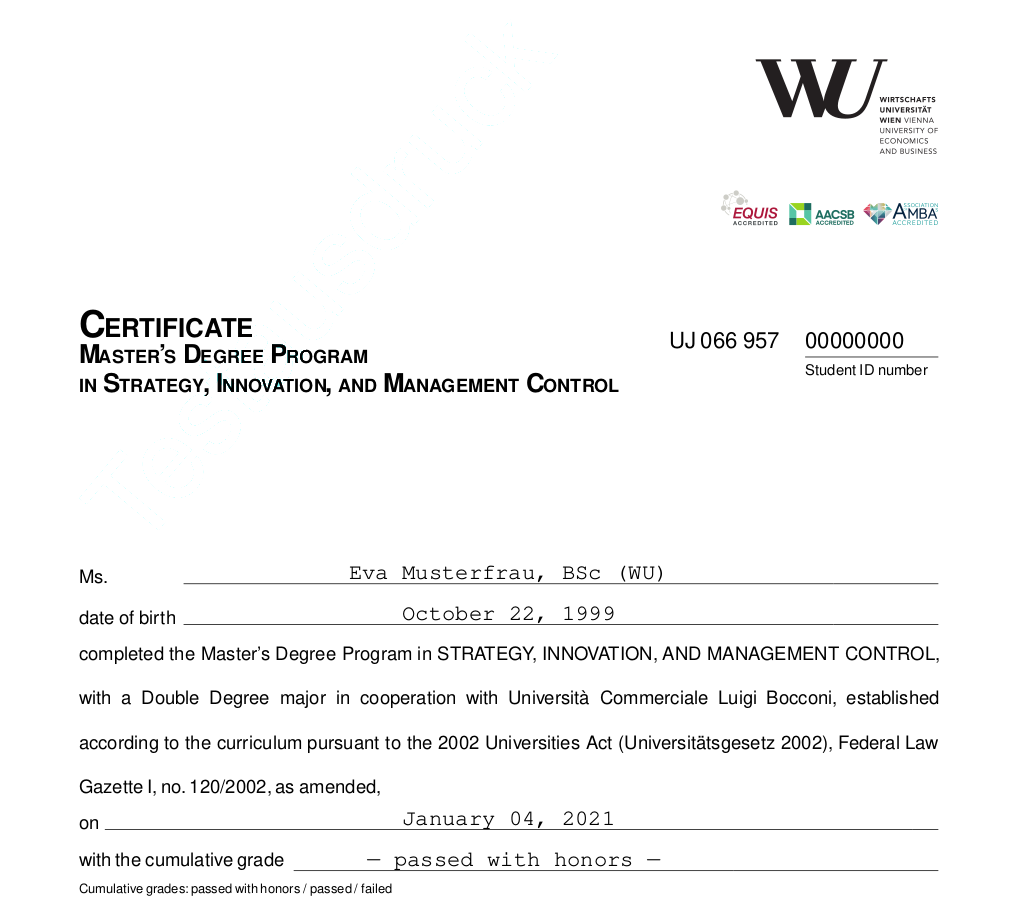 WU
WIRTSCHAFTS
UNIVERSITÄT
WIEN VIENNA
UNIVERSITY OF
ECONOMICS
AND BUSINESS
EQUIS
ACCREDITED
AACSB
ACCREDITED
ASSOCIATION
AMBA
ACCREDITED
CERTIFICATE
MASTER'S DEGREE PROGRAM
IN STRATEGY, INNOVATION, AND MANAGEMENT CONTROL
UJ 066 957 00000000
Student ID number
Ms. Eva Musterfrau, BSc (WU)
date of birth October 22, 1999
completed the Master's Degree Program in STRATEGY, INNOVATION, AND MANAGEMENT CONTROL,
with a Double Degree major in cooperation with Università Commerciale Luigi Bocconi, established
according to the curriculum pursuant to the 2002 Universities Act (Universitätsgesetz 2002), Federal Law
Gazette I, no. 120/2002, as amended,
on January 04, 2021
with the cumulative grade — passed with honors —
Cumulative grades: passed with honors / passed / failed